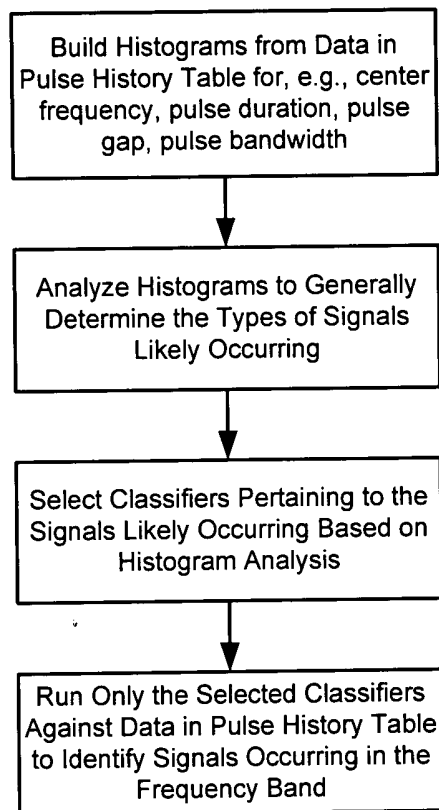 Build Histograms from Data in
Pulse History Table for, e.g., center
frequency, pulse duration, pulse
gap, pulse bandwidth
Analyze Histograms to Generally
Determine the Types of Signals
Likely Occurring
Select Classifiers Pertaining to the
Signals Likely Occurring Based on
Histogram Analysis
Run Only the Selected Classifiers
Against Data in Pulse History Table
to Identify Signals Occurring in the
Frequency Band